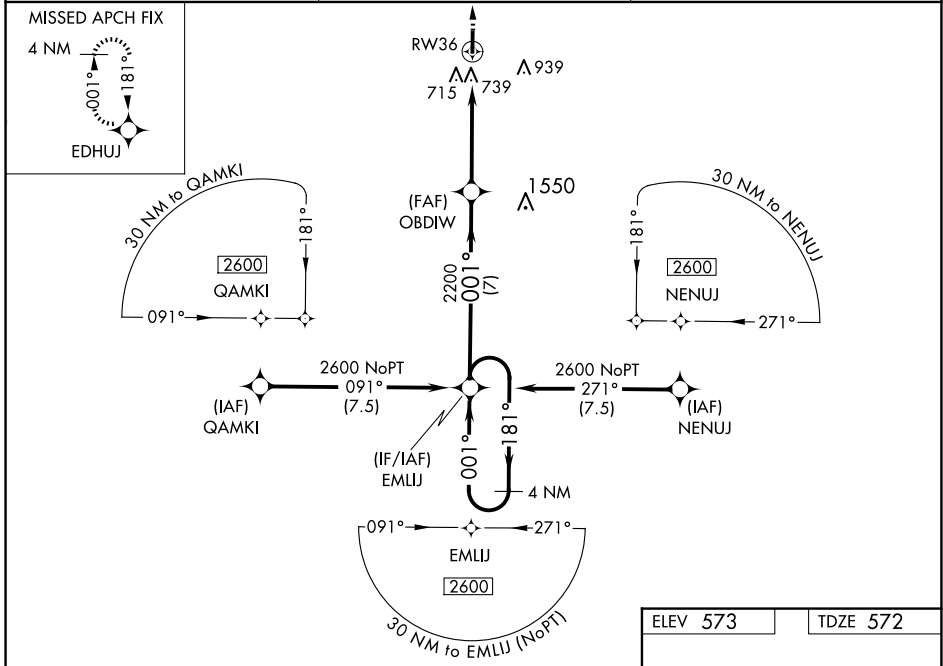 MISSED APCH FIX
4 NM
001°
181°
EDHUJ
RW36
715
739
939
(FAF)
OBDIW
1550
30 NM to QAMKI
181°
2600
QAMKI
091°
30 NM to NENUJ
181°
2600
NENUJ
271°
2200
001°
(7)
2600 NoPT
091°
(7.5)
(IAF)
QAMKI
2600 NoPT
271°
(7.5)
(IAF)
NENUJ
(IF/IAF)
EMLIJ
001°
181°
4 NM
091°
271°
EMLIJ
2600
30 NM to EMLIJ (NoPT)
ELEV 573
TDZE 572